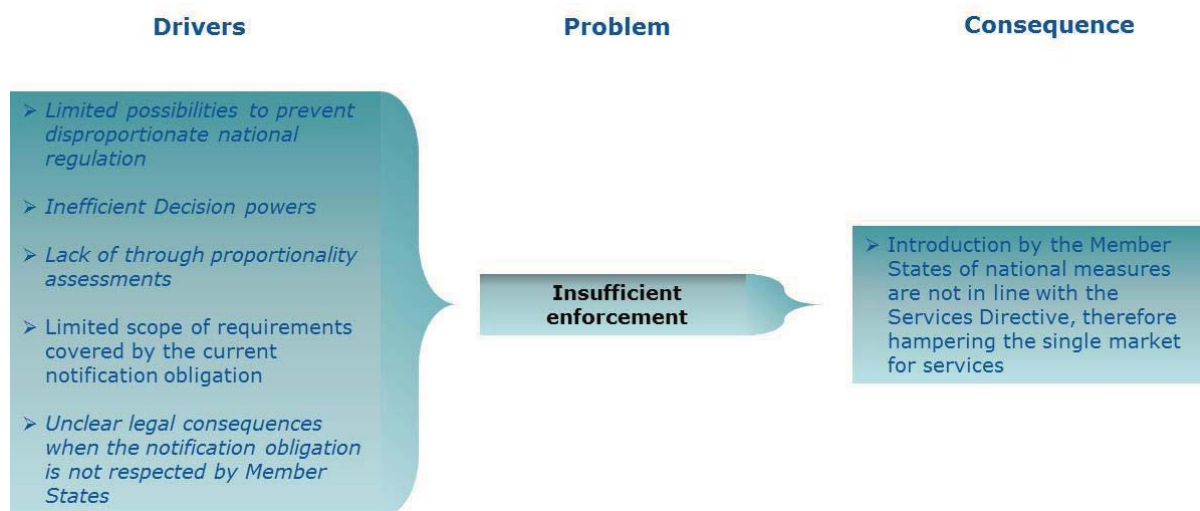 Drivers
Problem
Consequence
➢ Limited possibilities to prevent
disproportionate national
regulation
➢ Inefficient Decision powers
➢ Lack of through proportionality
assessments
➢ Limited scope of requirements
covered by the current
notification obligation
➢ Unclear legal consequences
when the notification obligation
is not respected by Member
States
Insufficient
enforcement
➢ Introduction by the Member
States of national measures
are not in line with the
Services Directive, therefore
hampering the single market
for services